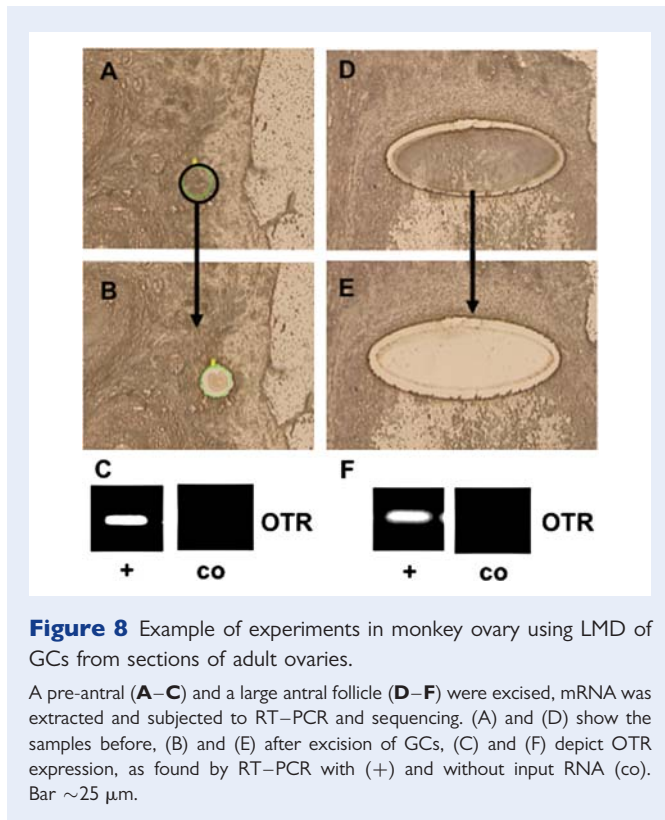 A
D
B
E
C
F
OTR
OTR
+
co
+
co
Figure 8 Example of experiments in monkey ovary using LMD of
GCs from sections of adult ovaries.
A pre-antral (A–C) and a large antral follicle (D–F) were excised, mRNA was
extracted and subjected to RT–PCR and sequencing. (A) and (D) show the
samples before, (B) and (E) after excision of GCs, (C) and (F) depict OTR
expression, as found by RT–PCR with (+) and without input RNA (co).
Bar ~25 μm.